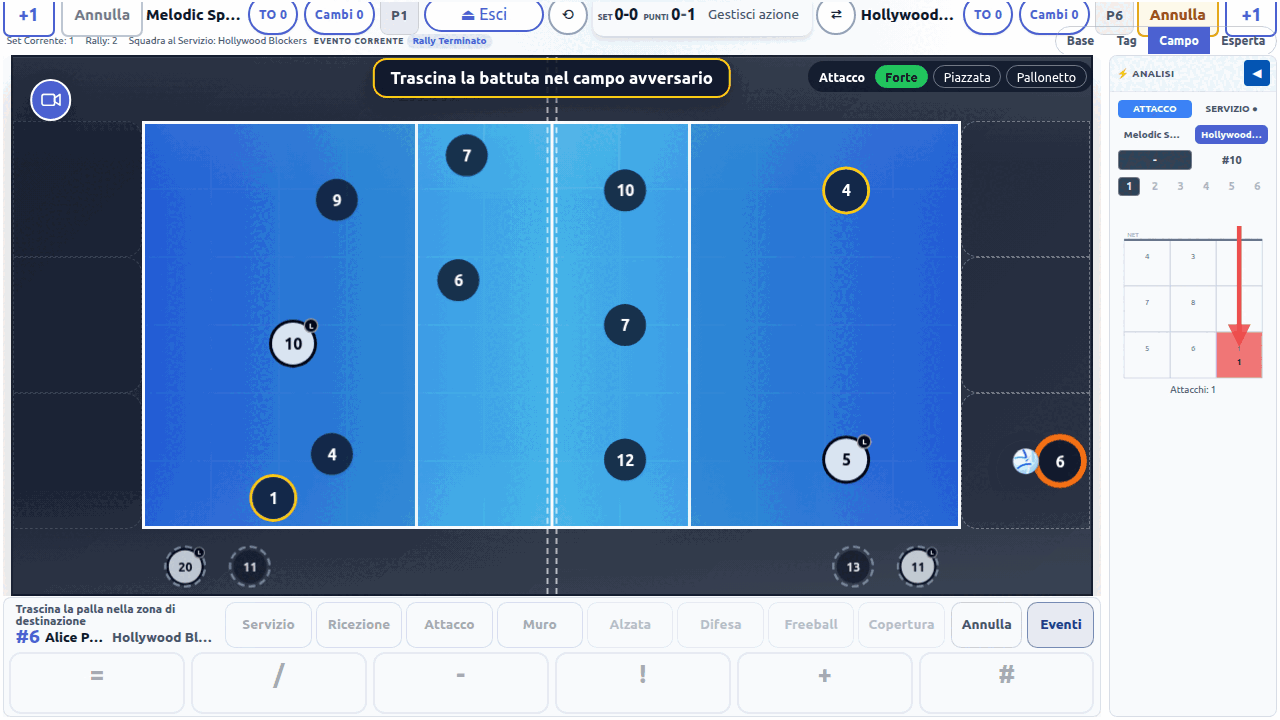 +1 Annulla Melodic Sp... TO 0 Cambi 0 P1 ⏏ Esci ⟲ SET 0-0 PUNTI 0-1 Gestisci azione ⇄ Hollywood... TO 0 Cambi 0 P6 Annulla +1
Set Corrente: 1 Rally: 2 Squadra al Servizio: Hollywood Blockers EVENTO CORRENTE Rally Terminato
Base Tag Campo Esperta
Trascina la battuta nel campo avversario
Attacco Forte Piazzata Pallonetto
⚡ ANALISI ◀
ATTACCO SERVIZIO ●
Melodic S... Hollywood...
- #10
1 2 3 4 5 6
NET
4 3
7 8
5 6
1
Attacchi: 1
7
9
10
4
6
10 L
7
4
12
5 L
6
1
20 L
11
13
11 L
Trascina la palla nella zona di
destinazione
#6 Alice P... Hollywood Bl...
Servizio Ricezione Attacco Muro Alzata Difesa Freeball Copertura Annulla Eventi
= / - ! + #